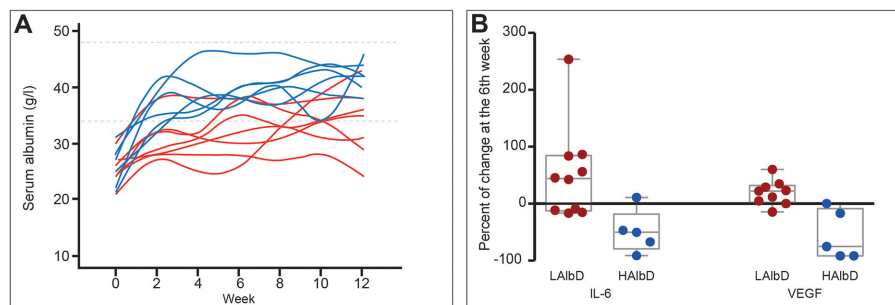 A
Serum albumin (g/l)
50
40
30
20
10
0 2 4 6 8 10 12
Week
B
Percent of change at the 6th week
300
200
100
0
-100
LAlbD HAlbD LAlbD HAlbD
IL-6 VEGF